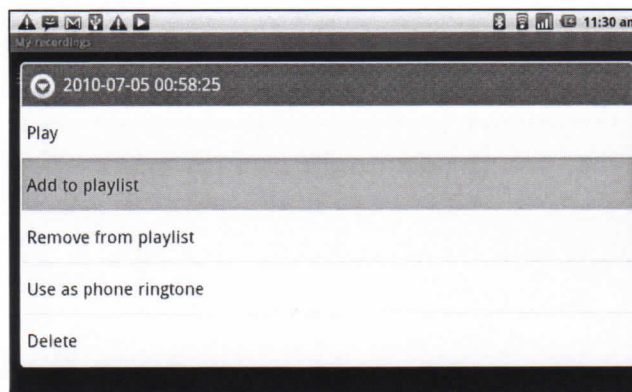 11:30 am
My recordings
2010-07-05 00:58:25
Play
Add to playlist
Remove from playlist
Use as phone ringtone
Delete